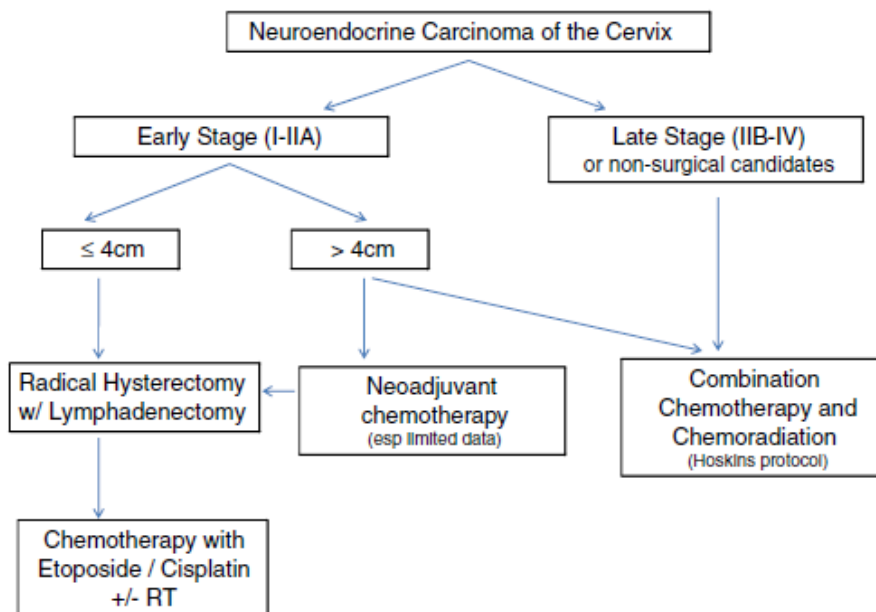 Neuroendocrine Carcinoma of the Cervix
Early Stage (I-IIA)
Late Stage (IIB-IV)
or non-surgical candidates
≤ 4cm
> 4cm
Radical Hysterectomy
w/ Lymphadenectomy
Neoadjuvant
chemotherapy
(esp limited data)
Combination
Chemotherapy and
Chemoradiation
(Hoskins protocol)
Chemotherapy with
Etoposide / Cisplatin
+/- RT